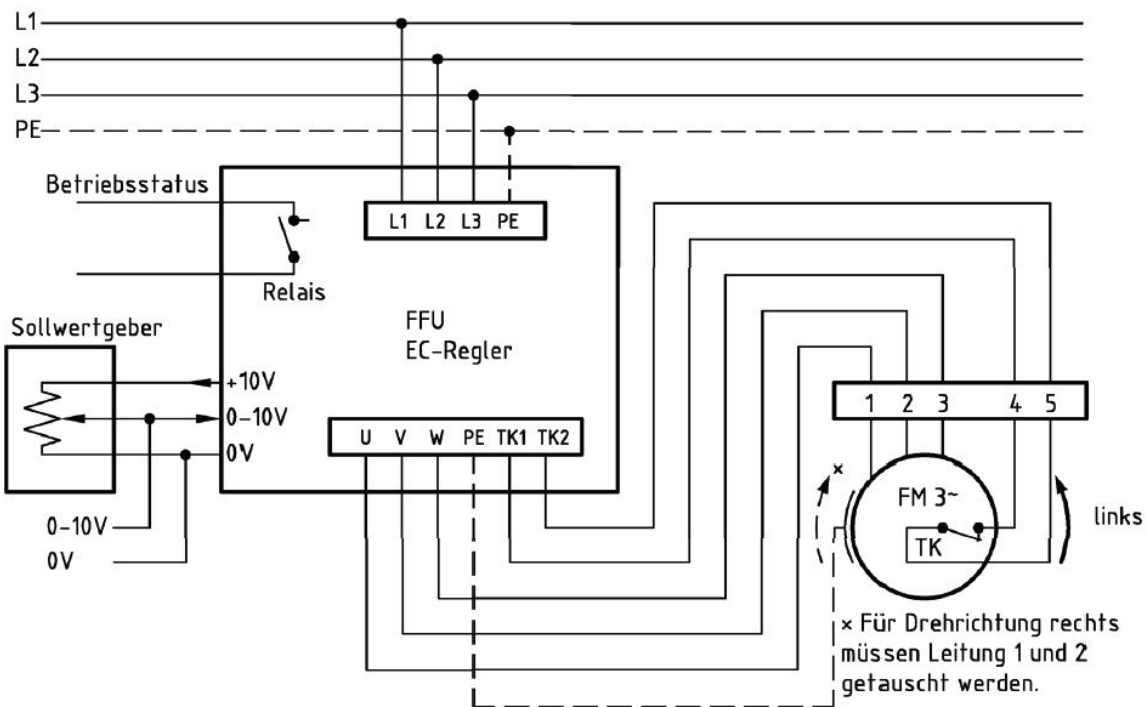 L1
L2
L3
PE
Betriebsstatus
L1 L2 L3 PE
Relais
Sollwertgeber
FFU
EC-Regler
+10V
0-10V
0V
U V W PE TK1 TK2
1 2 3 4 5
×
FM 3~
TK
links
0-10V
0V
× Für Drehrichtung rechts
müssen Leitung 1 und 2
getauscht werden.